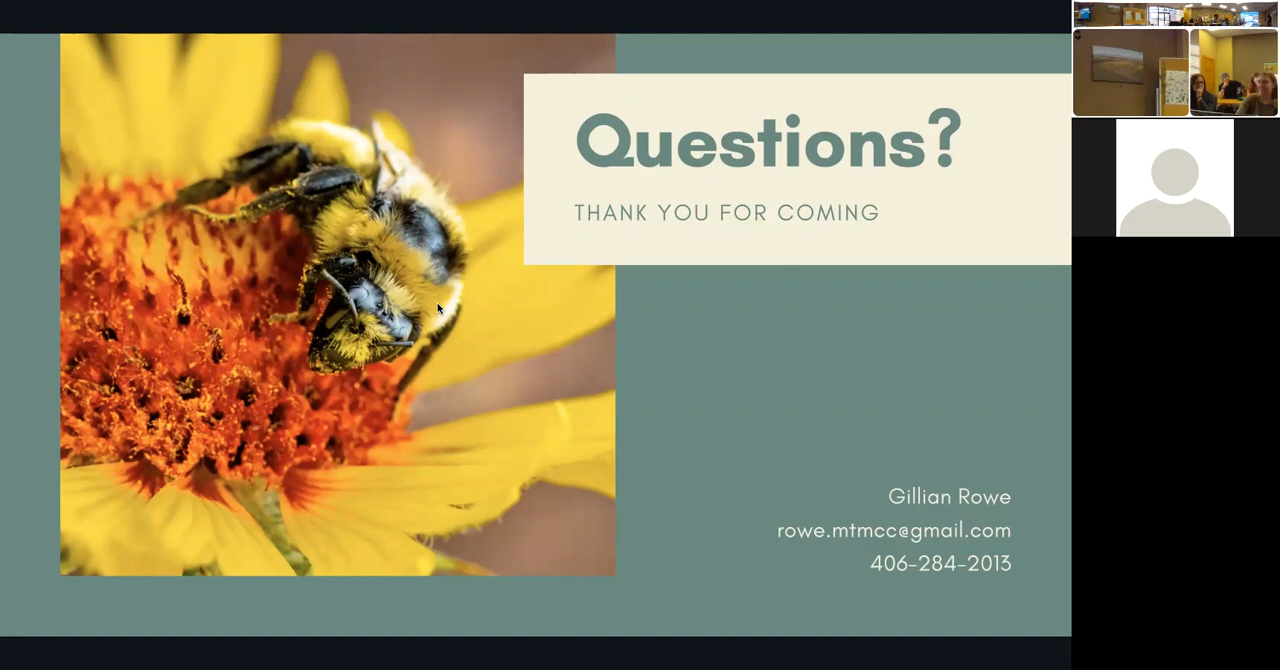 Questions?
THANK YOU FOR COMING
Gillian Rowe
rowe.mtmcc@gmail.com
406-284-2013